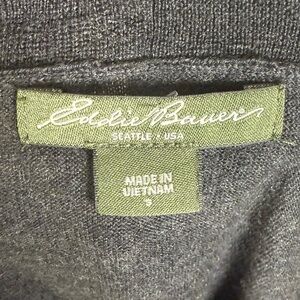 Eddie Bauer
SEATTLE • USA
MADE IN
VIETNAM
S